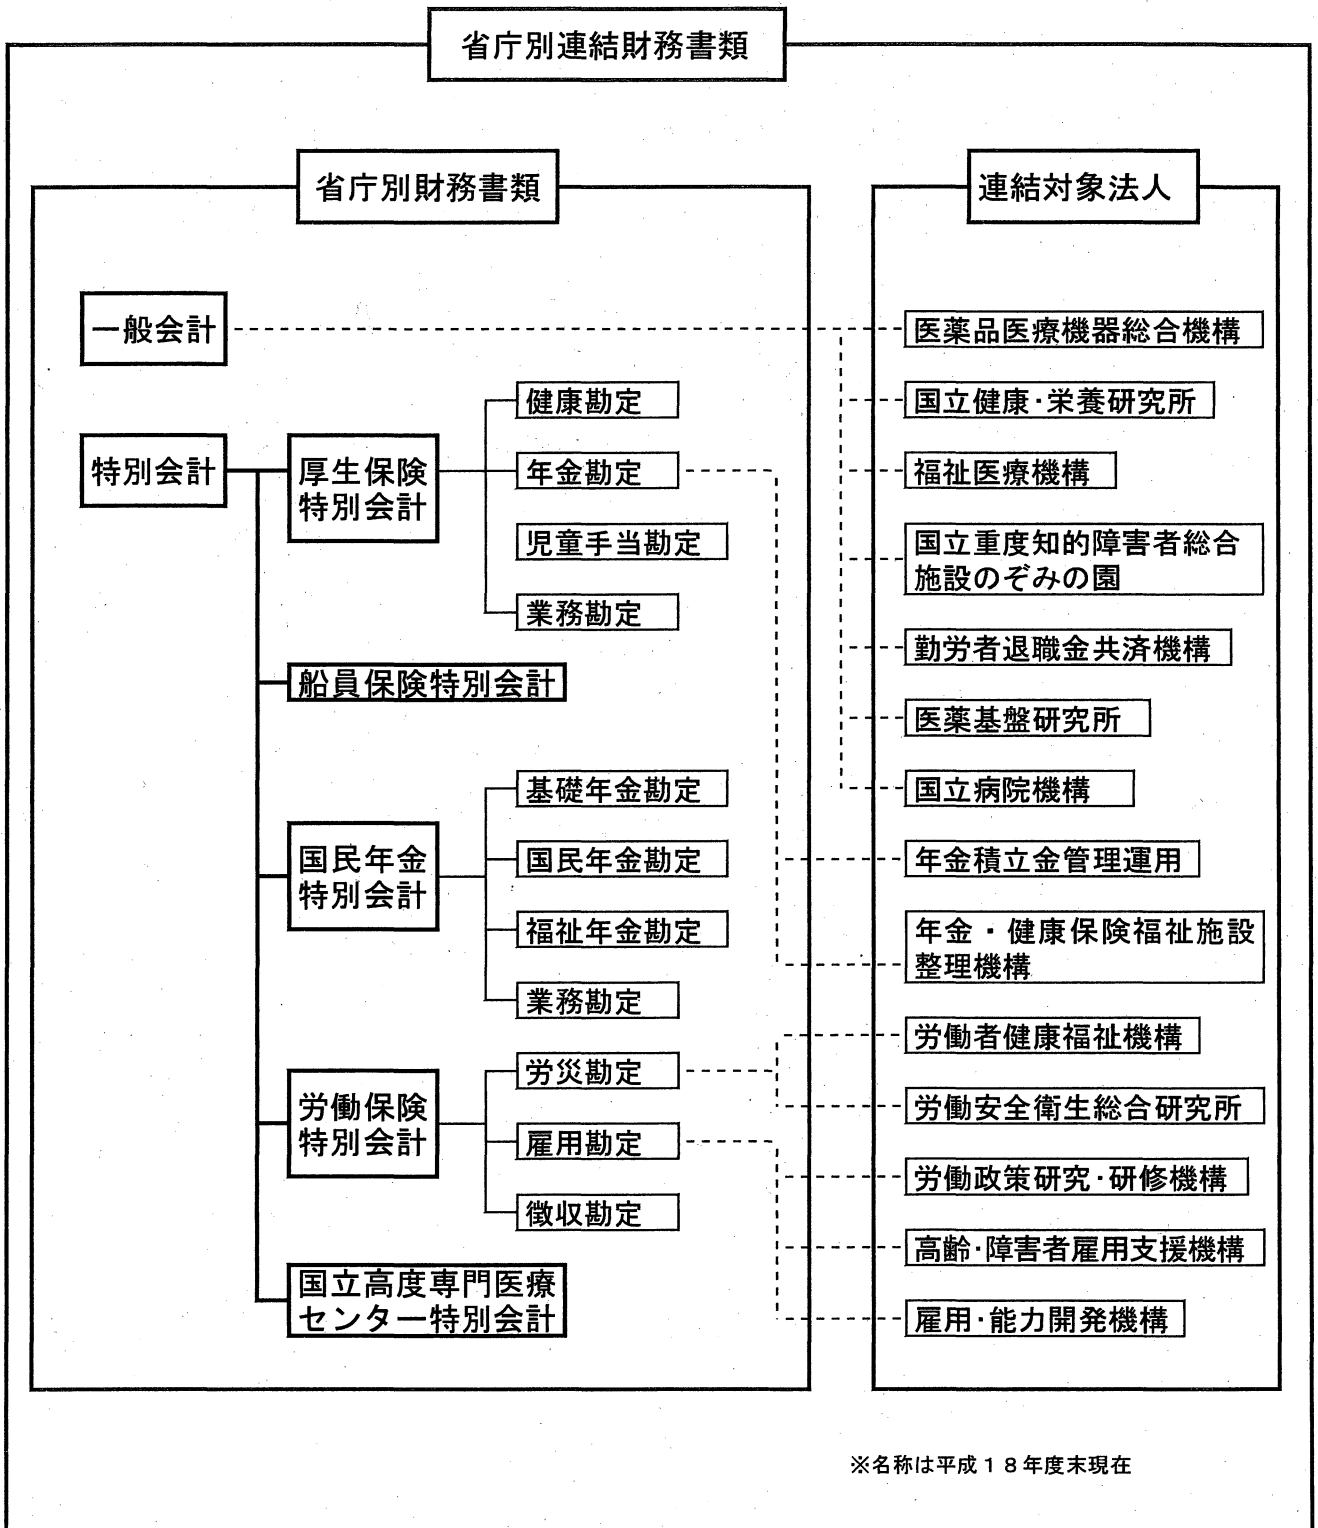 省庁別連結財務書類
省庁別財務書類
一般会計
特別会計
厚生保険
特別会計
健康勘定
年金勘定
児童手当勘定
業務勘定
船員保険特別会計
国民年金
特別会計
基礎年金勘定
国民年金勘定
福祉年金勘定
業務勘定
労働保険
特別会計
労災勘定
雇用勘定
徴収勘定
国立高度専門医療
センター特別会計
連結対象法人
医薬品医療機器総合機構
国立健康・栄養研究所
福祉医療機構
国立重度知的障害者総合
施設のぞみの園
勤労者退職金共済機構
医薬基盤研究所
国立病院機構
年金積立金管理運用
年金・健康保険福祉施設
整理機構
労働者健康福祉機構
労働安全衛生総合研究所
労働政策研究・研修機構
高齢・障害者雇用支援機構
雇用・能力開発機構
※名称は平成１８年度末現在